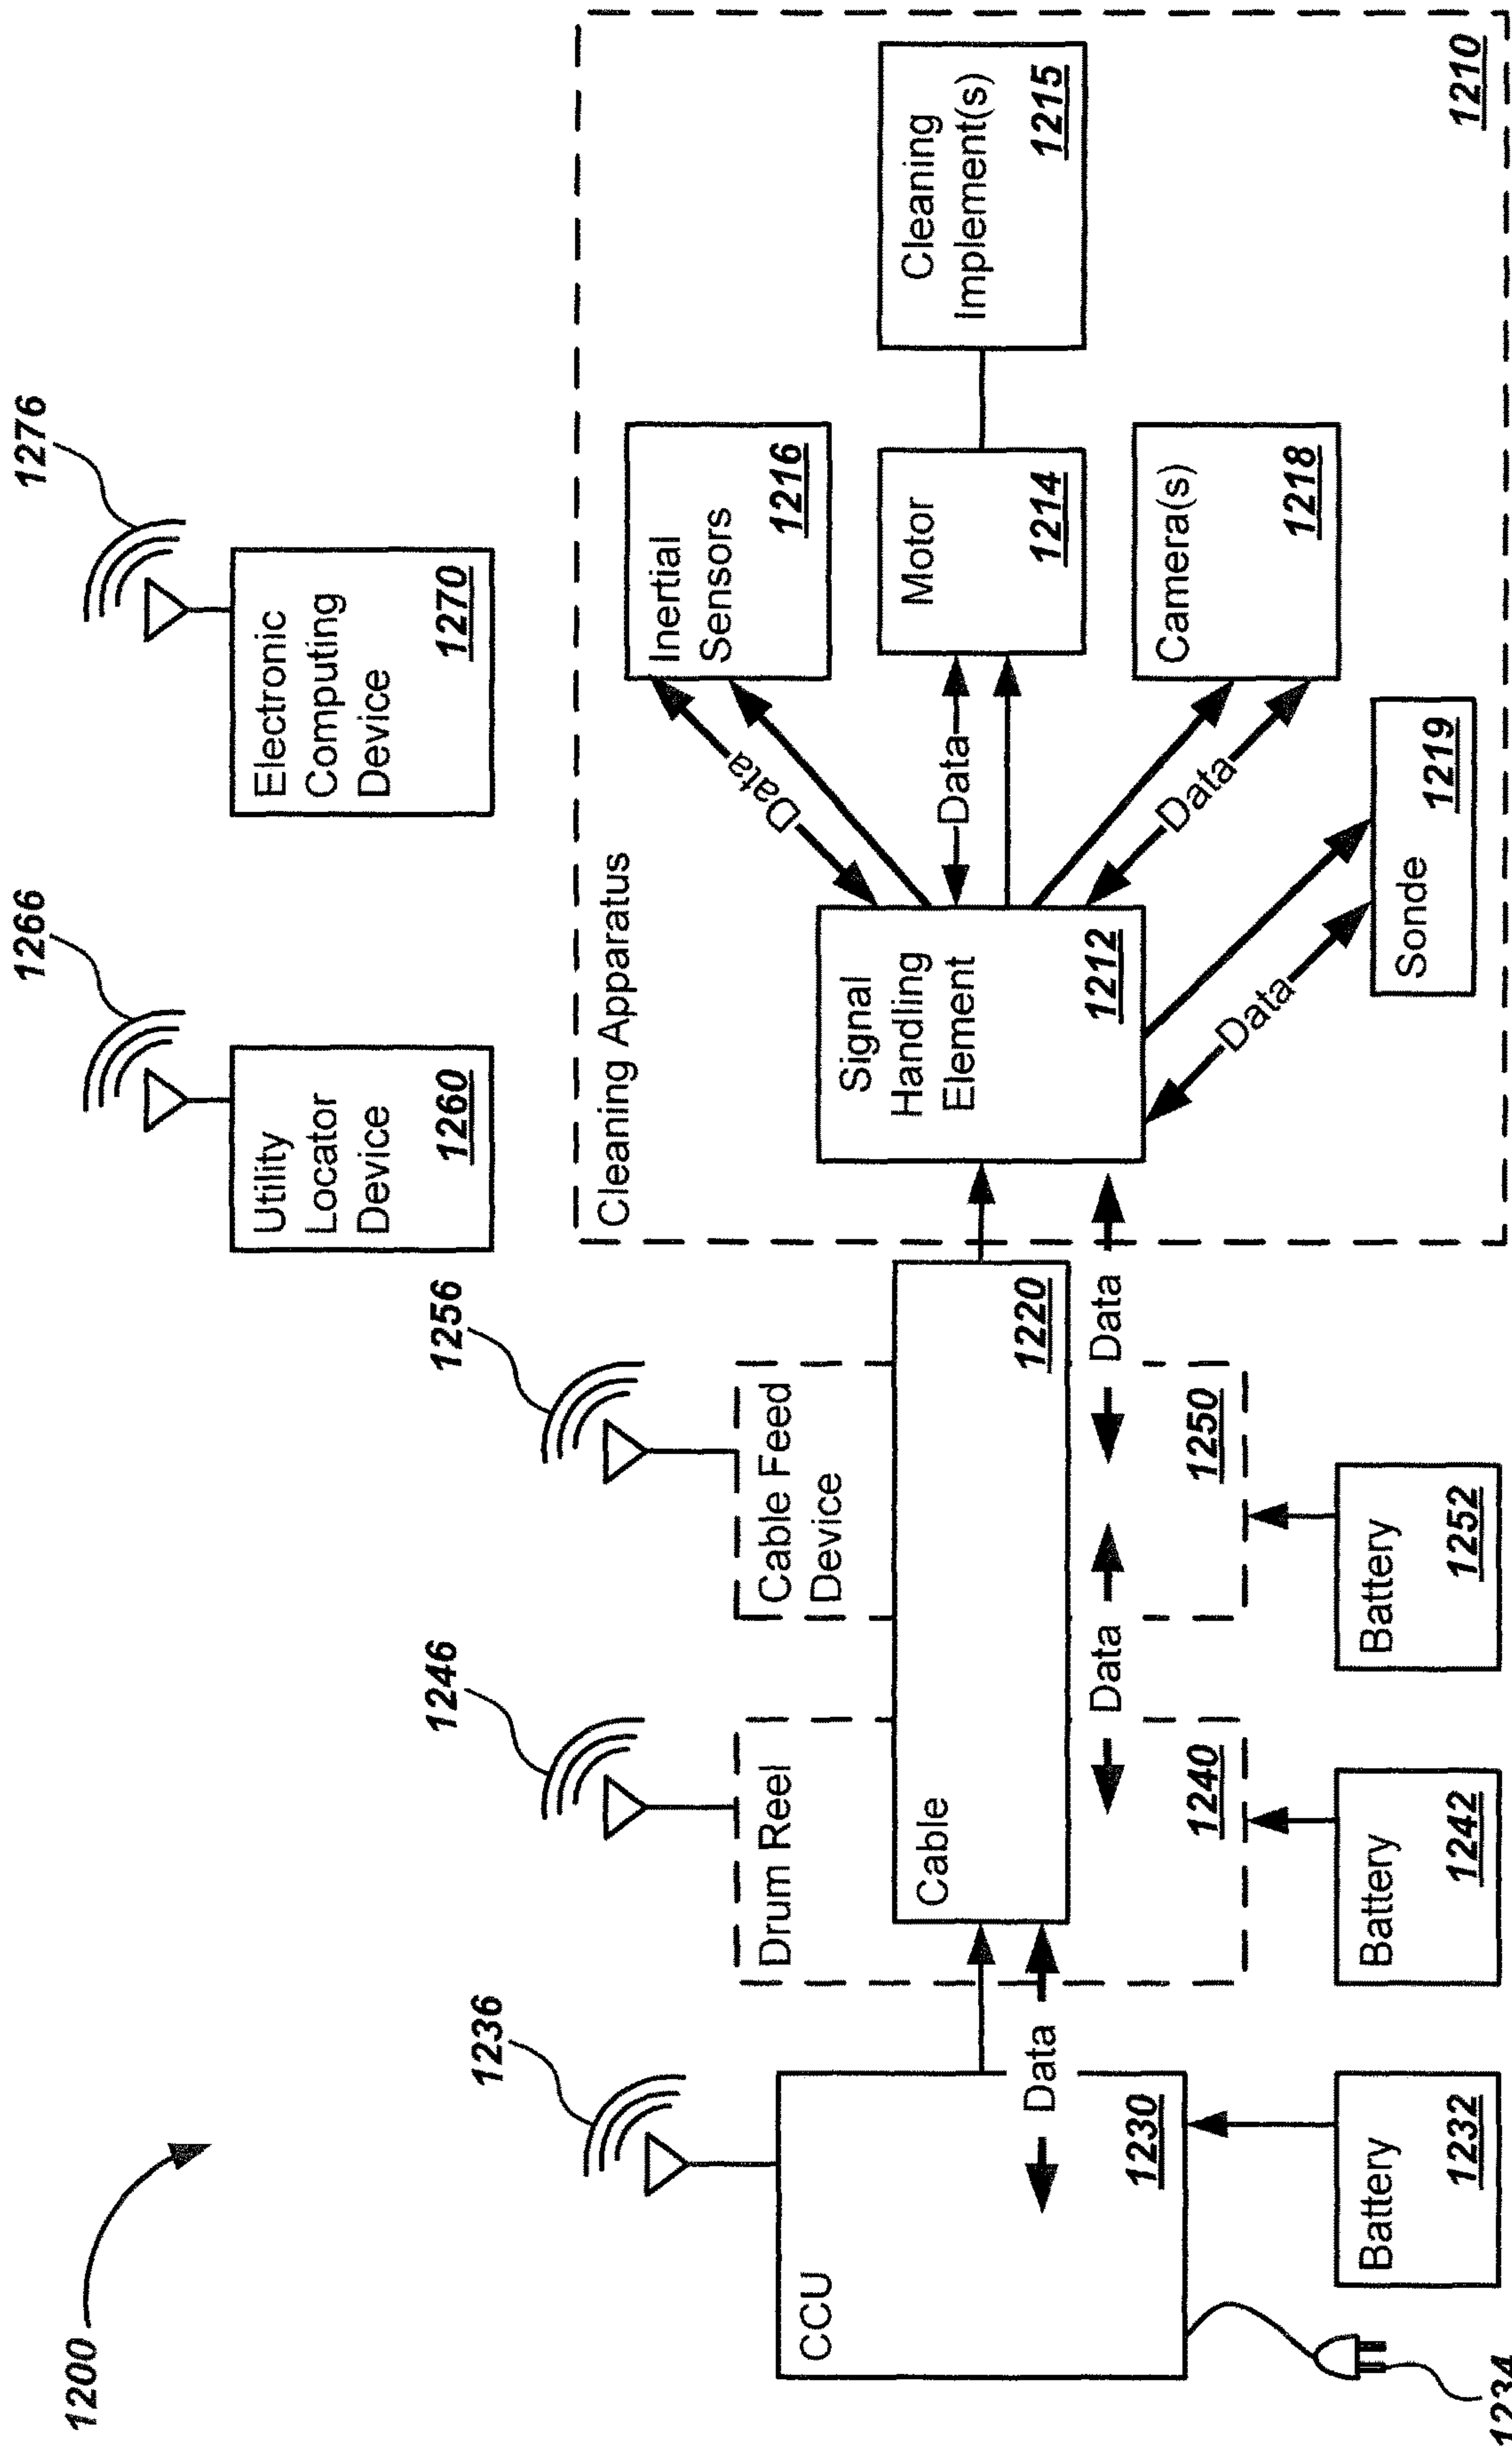 1200
1236
1246
1256
1266
1276
Utility
Locator
Device
1260
Electronic
Computing
Device
1270
CCU
Data
1230
Drum Reel
1240
Cable Feed
Device
1250
Cable
1220
Data
Data
Cleaning Apparatus
Signal
Handling
Element
1212
Data
Data
Data
Data
Inertial
Sensors
1216
Motor
1214
Camera(s)
1218
Sonde
1219
Cleaning
Implement(s)
1215
1210
Battery
1232
Battery
1242
Battery
1252
1234